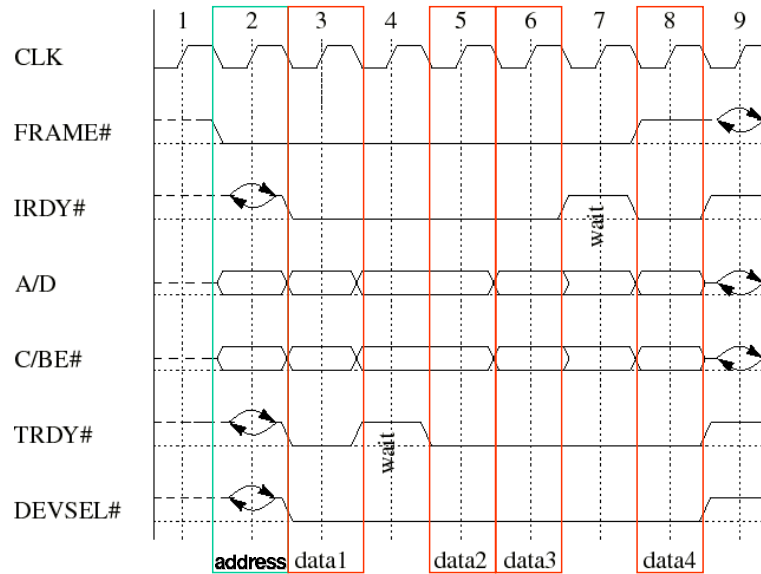 1 2 3 4 5 6 7 8 9
CLK
FRAME#
IRDY# wait
A/D
C/BE#
TRDY# wait
DEVSEL#
address data1 data2 data3 data4